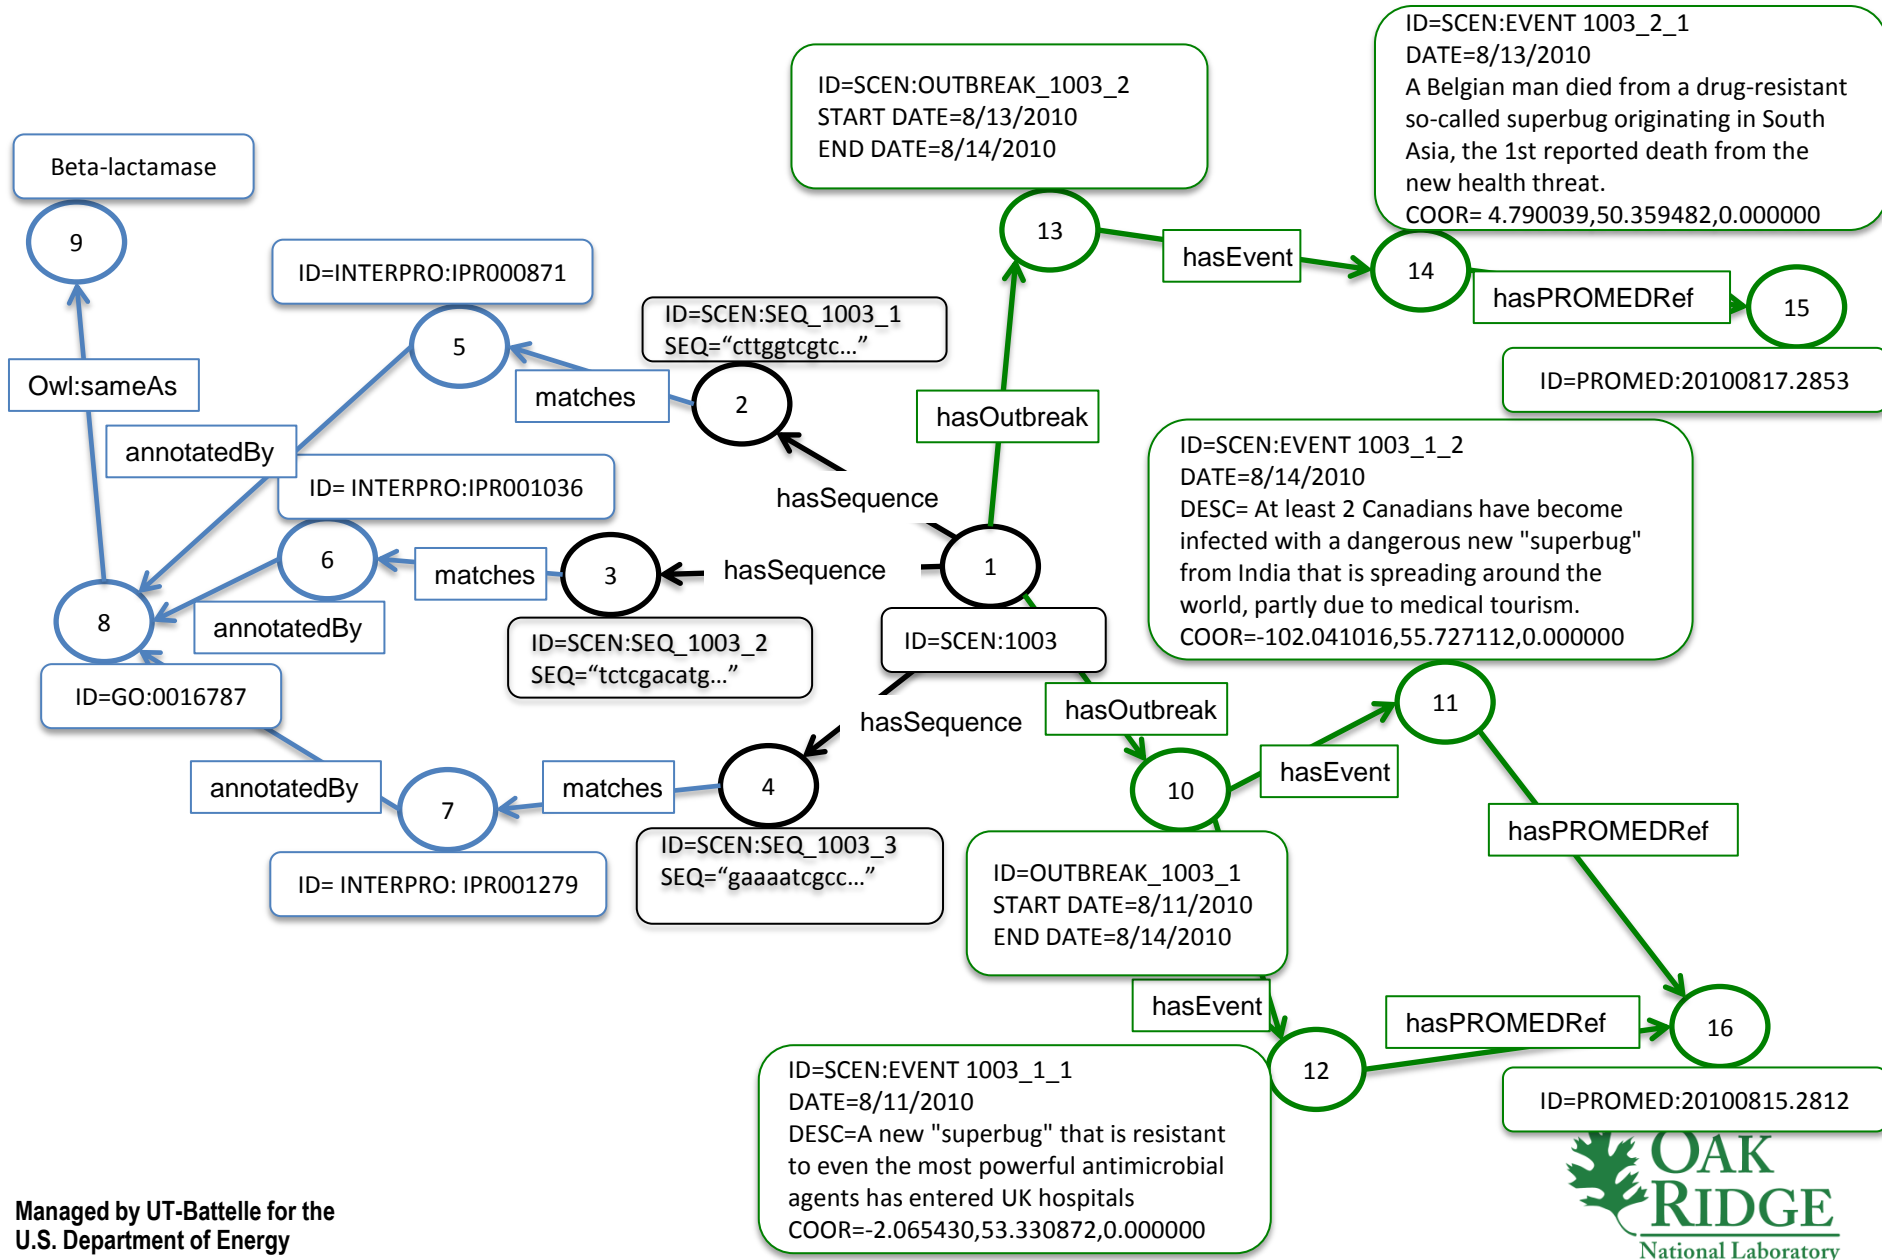 ID=SCEN:EVENT 1003_2_1
DATE=8/13/2010
A Belgian man died from a drug-resistant
so-called superbug originating in South
Asia, the 1st reported death from the
new health threat.
COOR= 4.790039,50.359482,0.000000
ID=SCEN:OUTBREAK_1003_2
START DATE=8/13/2010
END DATE=8/14/2010
Beta-lactamase
9
13
hasEvent
14
hasPROMEDRef
15
ID=INTERPRO:IPR000871
ID=SCEN:SEQ_1003_1
SEQ=“cttggtcgtc...”
5
Owl:sameAs
matches
2
hasOutbreak
ID=PROMED:20100817.2853
annotatedBy
ID= INTERPRO:IPR001036
hasSequence
ID=SCEN:EVENT 1003_1_2
DATE=8/14/2010
DESC= At least 2 Canadians have become
infected with a dangerous new "superbug"
from India that is spreading around the
world, partly due to medical tourism.
COOR=-102.041016,55.727112,0.000000
6
matches
3
hasSequence
1
8
annotatedBy
ID=SCEN:SEQ_1003_2
SEQ=“tctcgacatg...”
ID=SCEN:1003
ID=GO:0016787
hasSequence
hasOutbreak
11
annotatedBy
7
matches
4
10
hasEvent
hasPROMEDRef
ID= INTERPRO: IPR001279
ID=SCEN:SEQ_1003_3
SEQ=“gaaaatcgcc...”
ID=OUTBREAK_1003_1
START DATE=8/11/2010
END DATE=8/14/2010
hasEvent
hasPROMEDRef
16
12
ID=SCEN:EVENT 1003_1_1
DATE=8/11/2010
DESC=A new "superbug" that is resistant
to even the most powerful antimicrobial
agents has entered UK hospitals
COOR=-2.065430,53.330872,0.000000
ID=PROMED:20100815.2812
Managed by UT-Battelle for the
U.S. Department of Energy
OAK
RIDGE
National Laboratory